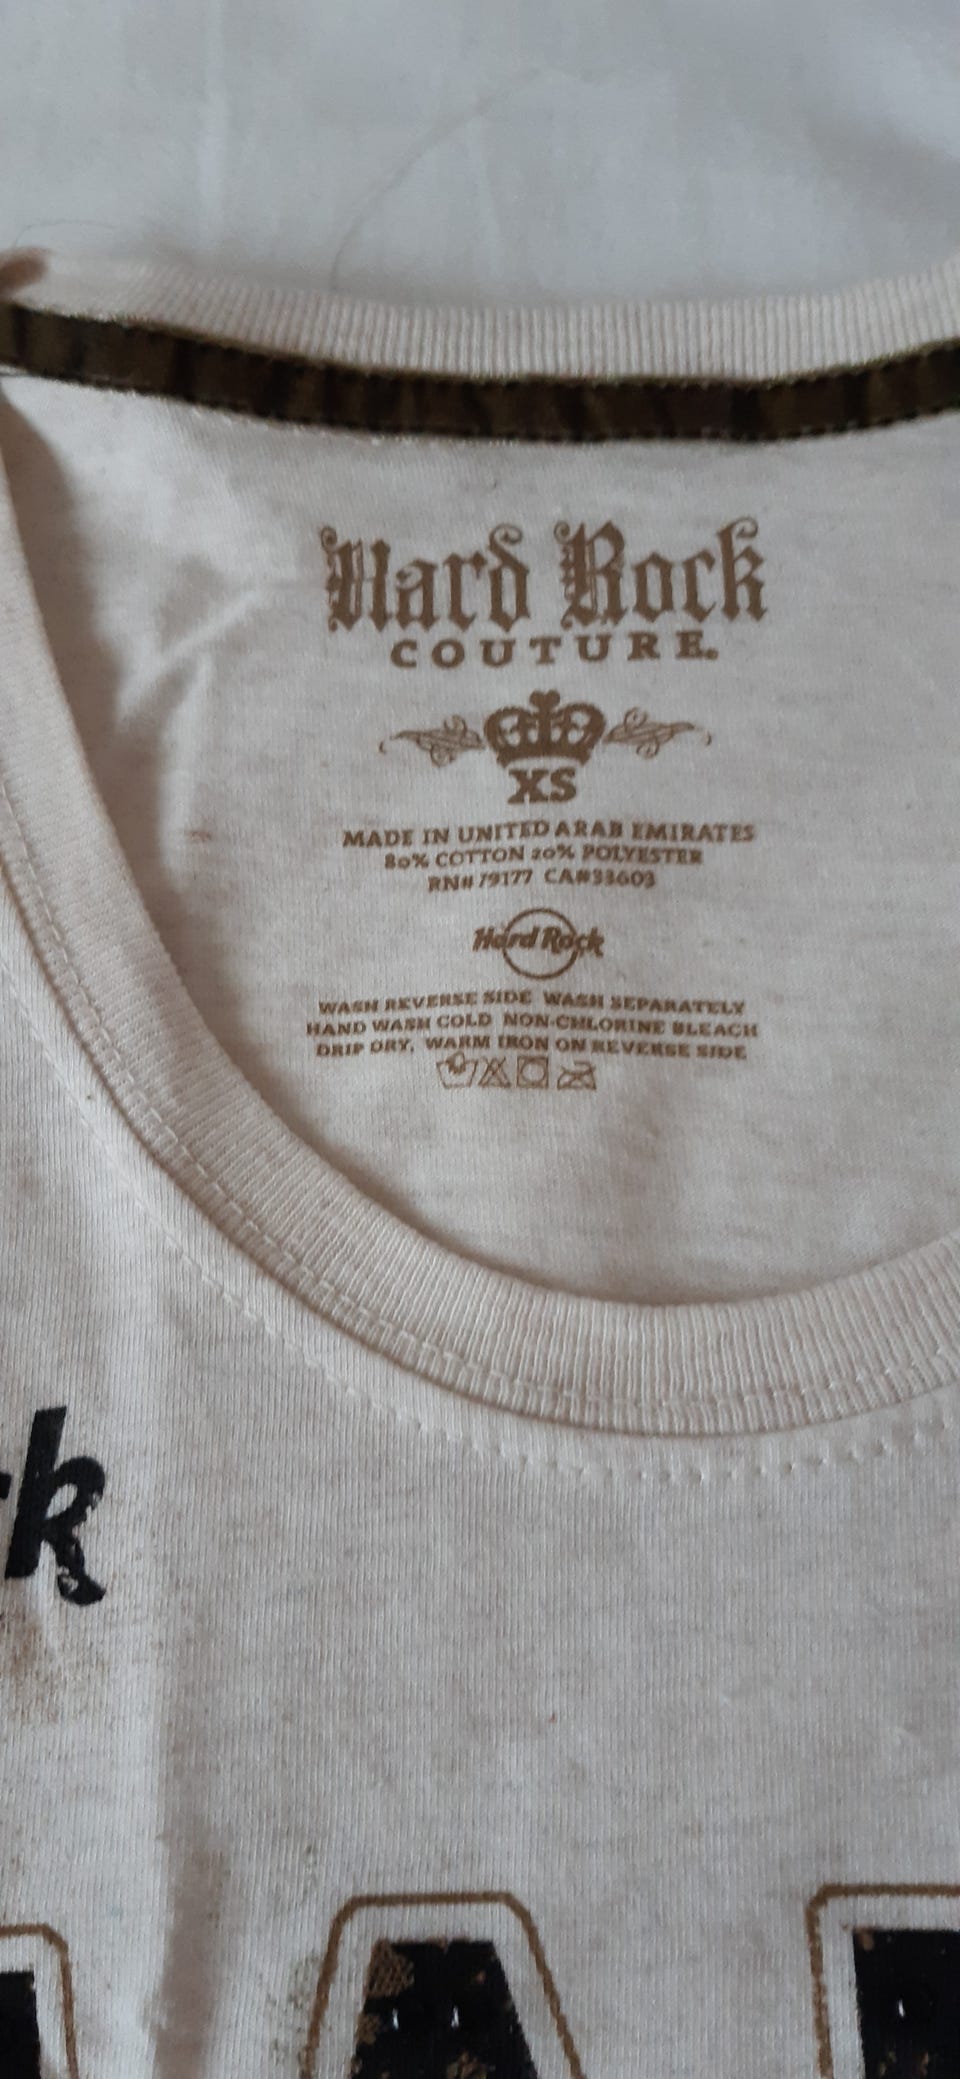 Hard Rock
COUTURE.
XS
MADE IN UNITED ARAB EMIRATES
80% COTTON 20% POLYESTER
RN# 79177 CA#33603
Hard Rock
WASH REVERSE SIDE WASH SEPARATELY
HAND WASH COLD NON-CHLORINE BLEACH
DRIP DRY, WARM IRON ON REVERSE SIDE
k